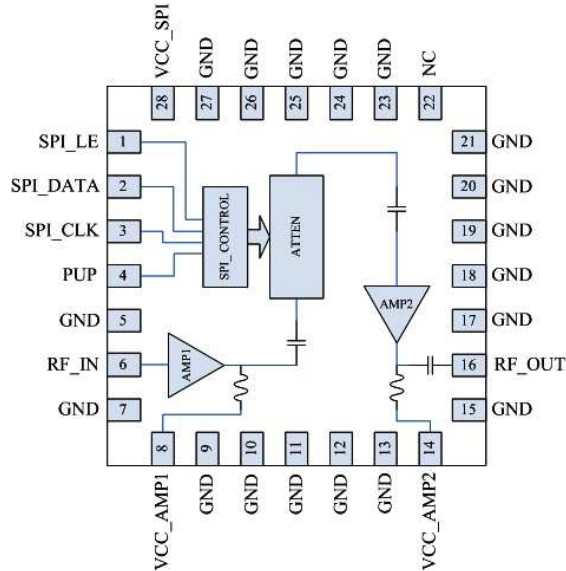 VCC_SPI
GND
GND
GND
GND
GND
NC
28
27
26
25
24
23
22
SPI_LE
1
SPI_DATA
2
SPI_CLK
3
PUP
4
GND
5
RF_IN
6
GND
7
SPI_CONTROL
ATTEN
AMP1
AMP2
21
GND
20
GND
19
GND
18
GND
17
GND
16
RF_OUT
15
GND
8
9
10
11
12
13
14
VCC_AMP1
GND
GND
GND
GND
GND
VCC_AMP2